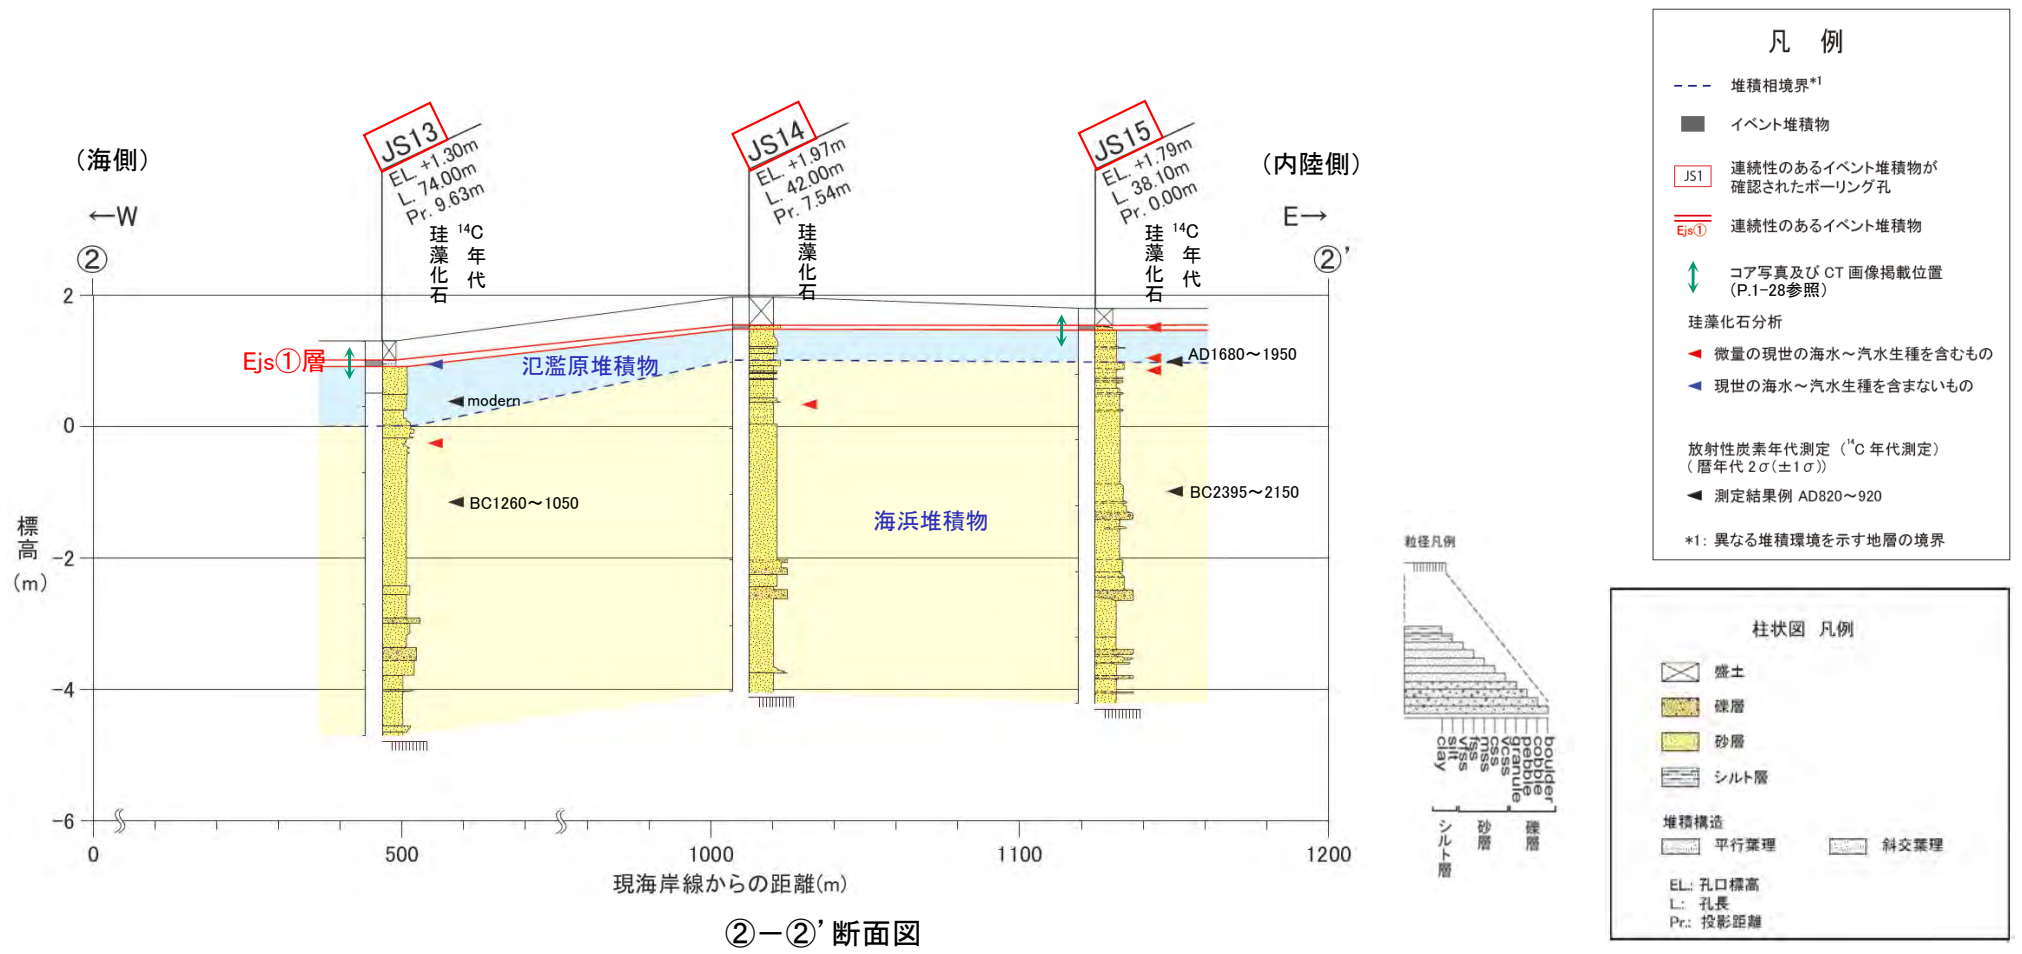 (海側)
←W
②
JS13
EL. +1.30m
L. 74.00m
Pr. 9.63m
珪藻化石
¹⁴C年代
JS14
EL. +1.97m
L. 42.00m
Pr. 7.54m
珪藻化石
JS15
EL. +1.79m
L. 38.10m
Pr. 0.00m
珪藻化石
¹⁴C年代
(内陸側)
E→
②'
2
0
-2
-4
-6
標高
(m)
Ejs①層
氾濫原堆積物
modern
BC1260〜1050
海浜堆積物
AD1680〜1950
BC2395〜2150
0
500
1000
1100
1200
現海岸線からの距離(m)
②-②'断面図
凡 例
堆積相境界*1
イベント堆積物
JS1
連続性のあるイベント堆積物が
確認されたボーリング孔
Ejs①
連続性のあるイベント堆積物
コア写真及び CT 画像掲載位置
(P.1-28参照)
珪藻化石分析
微量の現世の海水〜汽水生種を含むもの
現世の海水〜汽水生種を含まないもの
放射性炭素年代測定 (¹⁴C 年代測定)
(暦年代 2σ(±1σ))
測定結果例 AD820〜920
*1: 異なる堆積環境を示す地層の境界
粒径凡例
clay
silt
vfss
fss
mss
css
vcss
granule
pebble
cobble
boulder
シルト層
砂層
礫層
柱状図 凡例
盛土
礫層
砂層
シルト層
堆積構造
平行葉理
斜交葉理
EL.: 孔口標高
L.: 孔長
Pr.: 投影距離